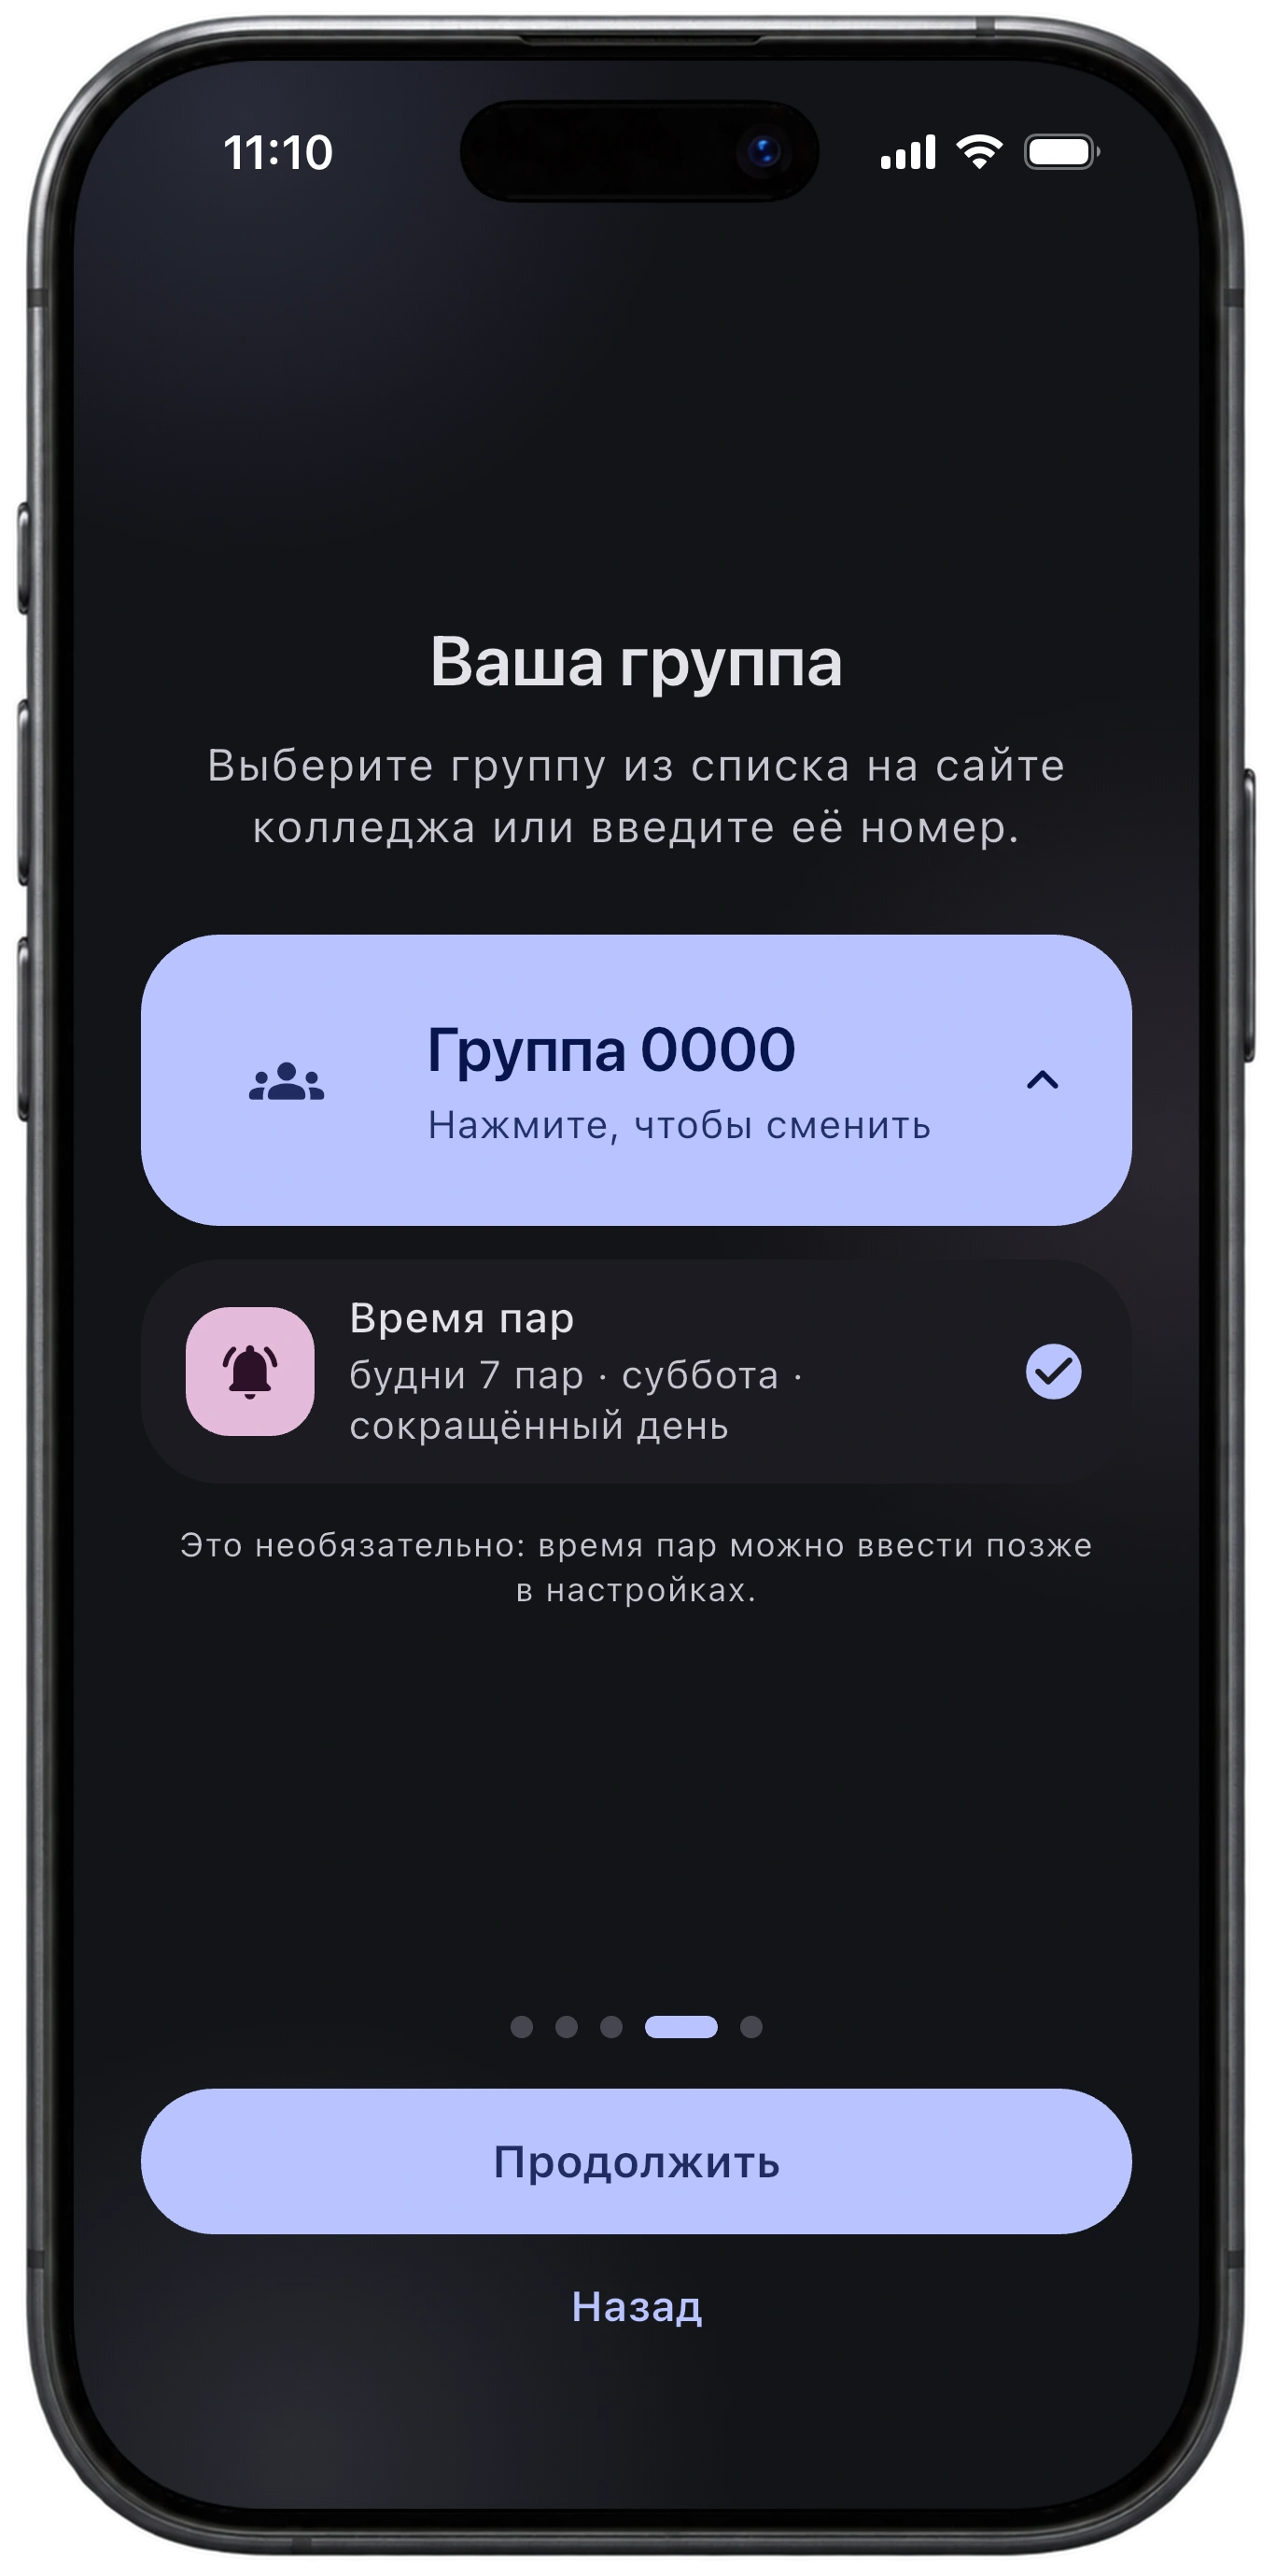 11:10
Ваша группа
Выберите группу из списка на сайте
колледжа или введите её номер.
Группа 0000
Нажмите, чтобы сменить
Время пар
будни 7 пар · суббота ·
сокращённый день
Это необязательно: время пар можно ввести позже
в настройках.
Продолжить
Назад